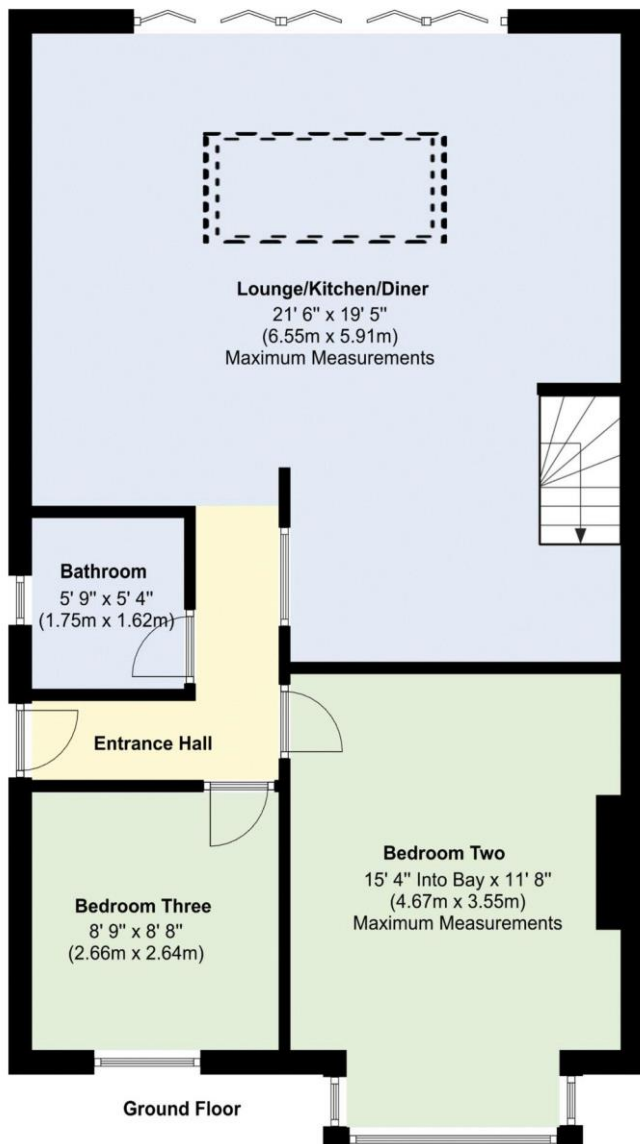 Lounge/Kitchen/Diner
21' 6" x 19' 5"
(6.55m x 5.91m)
Maximum Measurements
Bathroom
5' 9" x 5' 4"
(1.75m x 1.62m)
Entrance Hall
Bedroom Two
15' 4" Into Bay x 11' 8"
(4.67m x 3.55m)
Maximum Measurements
Bedroom Three
8' 9" x 8' 8"
(2.66m x 2.64m)
Ground Floor